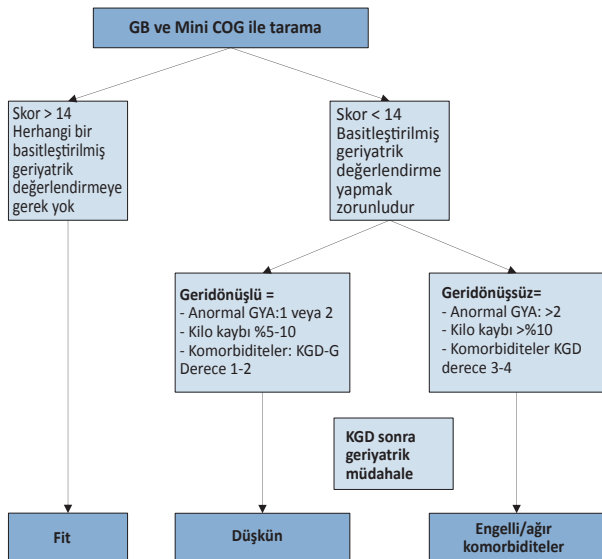 GB ve Mini COG ile tarama
Skor > 14
Herhangi bir
basitleştirilmiş
geriyatrik
değerlendirmeye
gerek yok
Skor < 14
Basitleştirilmiş
geriyatrik
değerlendirme
yapmak
zorunludur
Geridönüşlü =
- Anormal GYA:1 veya 2
- Kilo kaybı %5-10
- Komorbiditeler: KGD-G
Derece 1-2
Geridönüşsüz=
- Anormal GYA: >2
- Kilo kaybı >%10
- Komorbiditeler KGD
derece 3-4
KGD sonra
geriyatrik
müdahale
Fit
Düşkün
Engelli/ağır
komorbiditeler